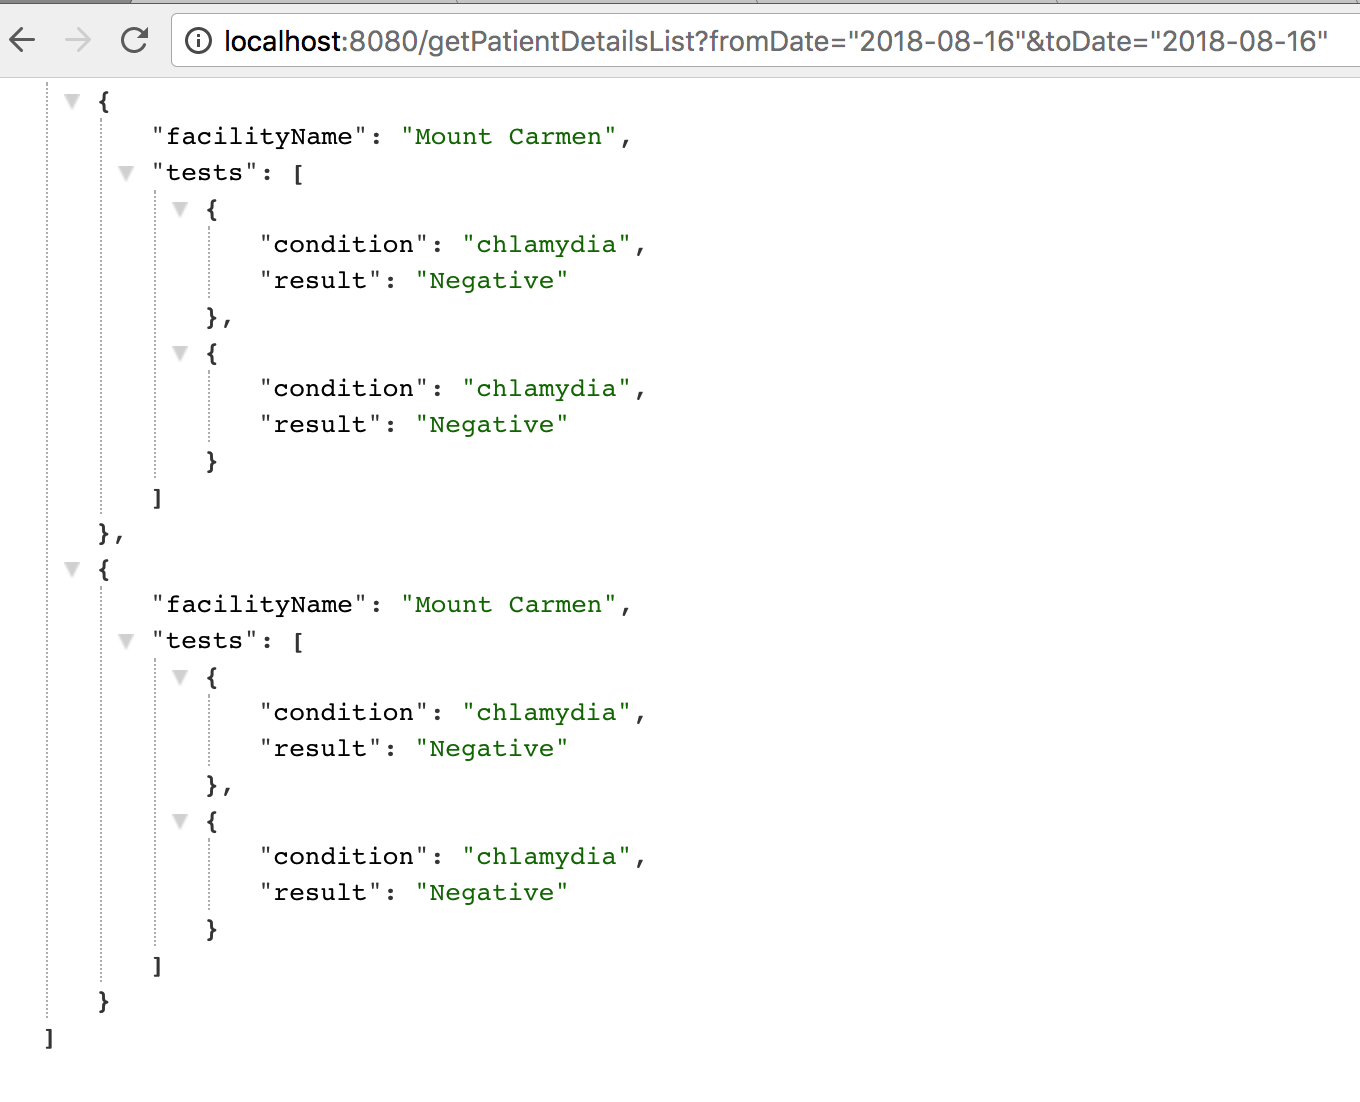 localhost:8080/getPatientDetailsList?fromDate="2018-08-16"&toDate="2018-08-16"
{
"facilityName": "Mount Carmen",
"tests": [
{
"condition": "chlamydia",
"result": "Negative"
},
{
"condition": "chlamydia",
"result": "Negative"
}
]
},
{
"facilityName": "Mount Carmen",
"tests": [
{
"condition": "chlamydia",
"result": "Negative"
},
{
"condition": "chlamydia",
"result": "Negative"
}
]
}
]